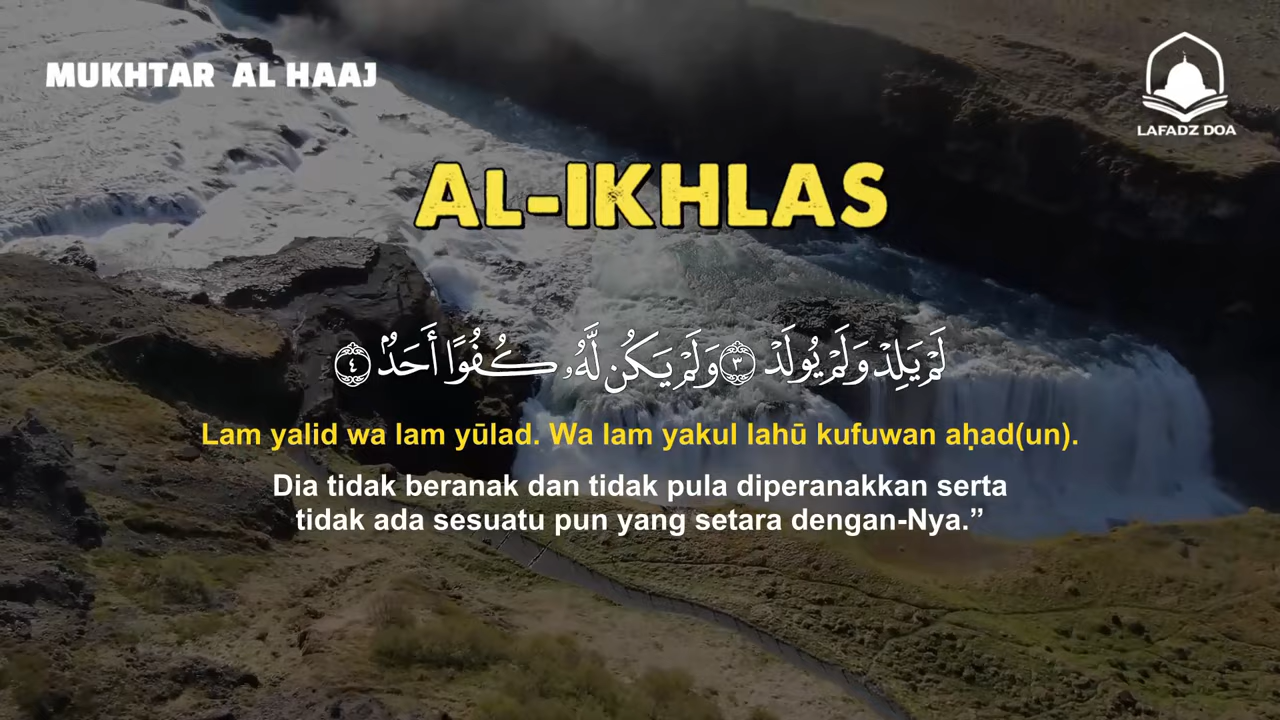 MUKHTAR AL HAAJ
LAFADZ DOA
AL-IKHLAS
لَمْ يَلِدْ وَلَمْ يُولَدْ ۝٣ وَلَمْ يَكُن لَّهُۥ كُفُوًا أَحَدٌۢ ۝٤
Lam yalid wa lam yūlad. Wa lam yakul lahū kufuwan aḥad(un).
Dia tidak beranak dan tidak pula diperanakkan serta
tidak ada sesuatu pun yang setara dengan-Nya.”